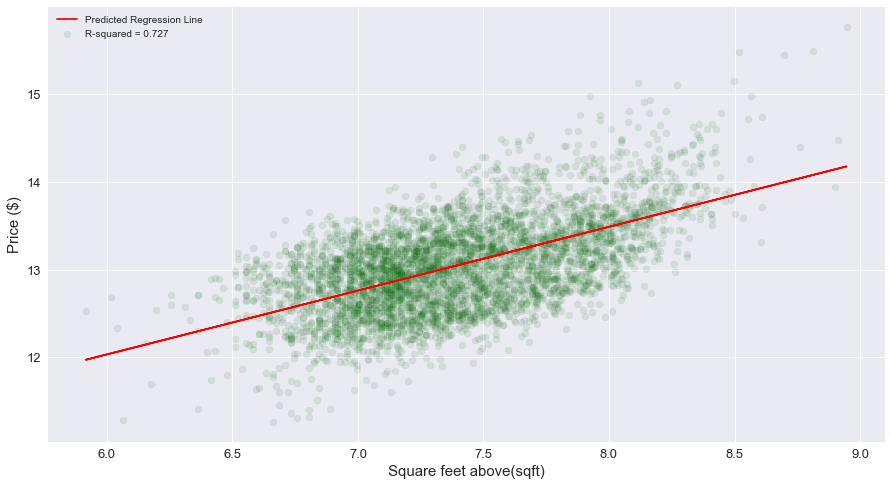 Predicted Regression Line
R-squared = 0.727
15
14
13
12
Price ($)
6.0 6.5 7.0 7.5 8.0 8.5 9.0
Square feet above(sqft)